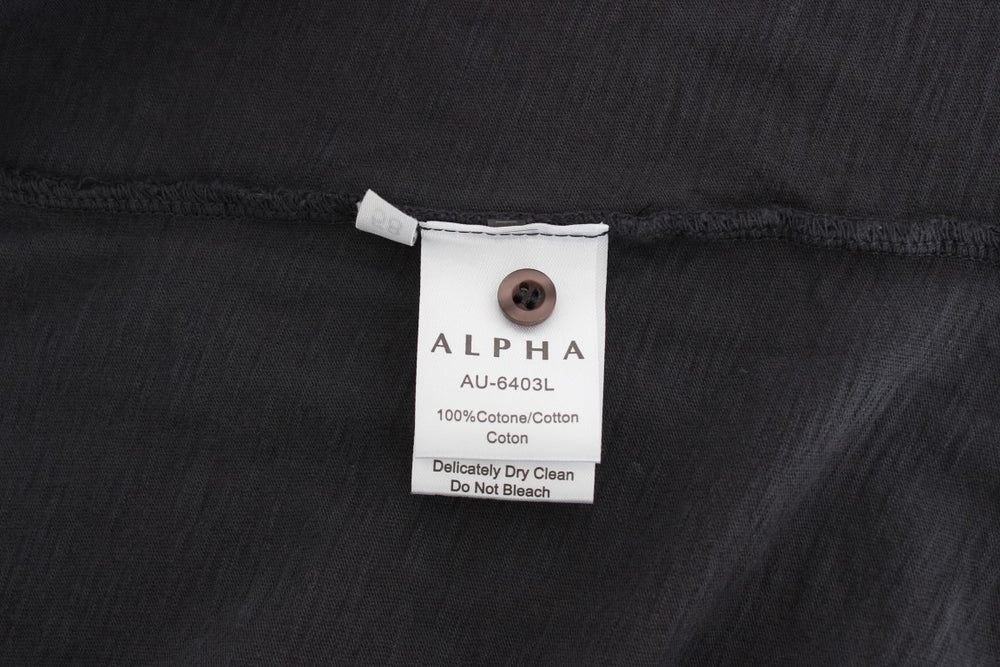 ALPHA
AU-6403L
100%Cotone/Cotton
Coton
Delicately Dry Clean
Do Not Bleach